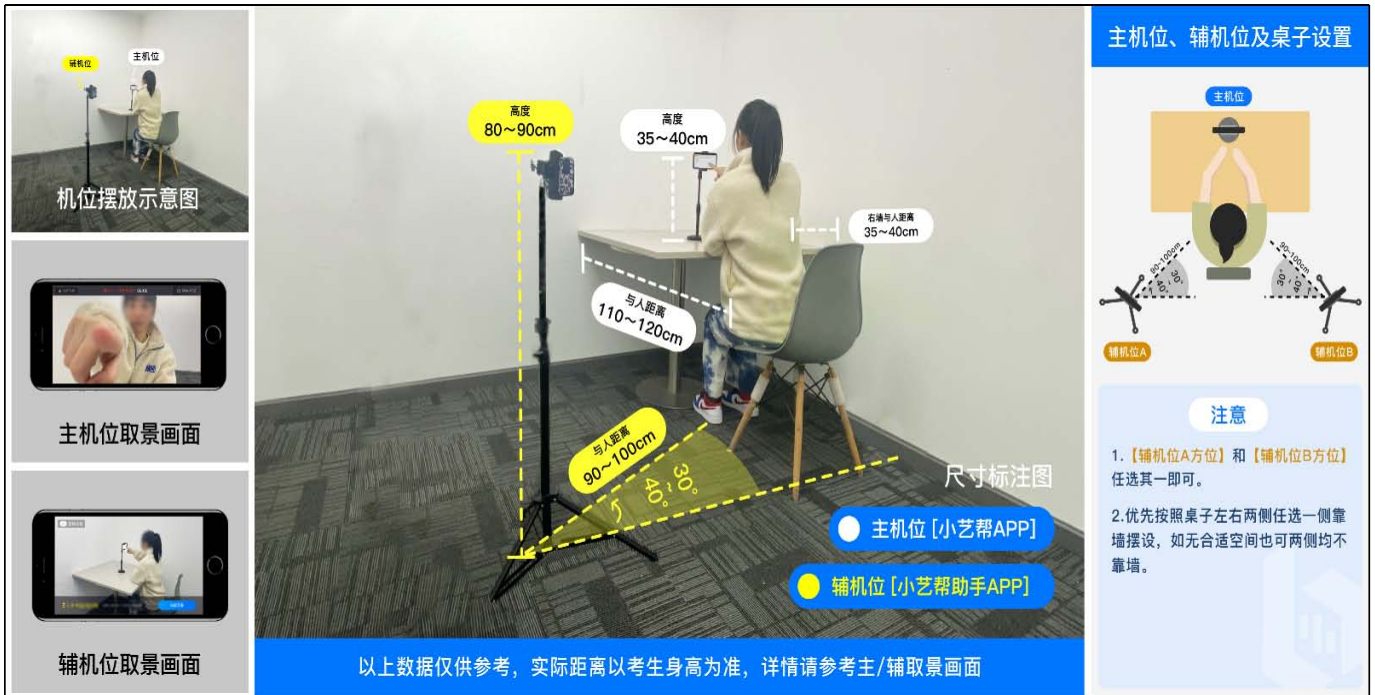 辅机位
主机位
机位摆放示意图
主机位取景画面
辅机位取景画面
高度
80～90cm
高度
35～40cm
右墙与人距离
35～40cm
与人距离
110～120cm
与人距离
90～100cm
30°
～
40°
尺寸标注图
主机位 [小艺帮APP]
辅机位 [小艺帮助手APP]
以上数据仅供参考，实际距离以考生身高为准，详情请参考主/辅取景画面
主机位、辅机位及桌子设置
主机位
90-100cm
30°
～
40°
90-100cm
30°
～
40°
辅机位A
辅机位B
注意
1.【辅机位A方位】和【辅机位B方位】
任选其一即可。
2.优先按照桌子左右两侧任选一侧靠
墙摆设，如无合适空间也可两侧均不
靠墙。